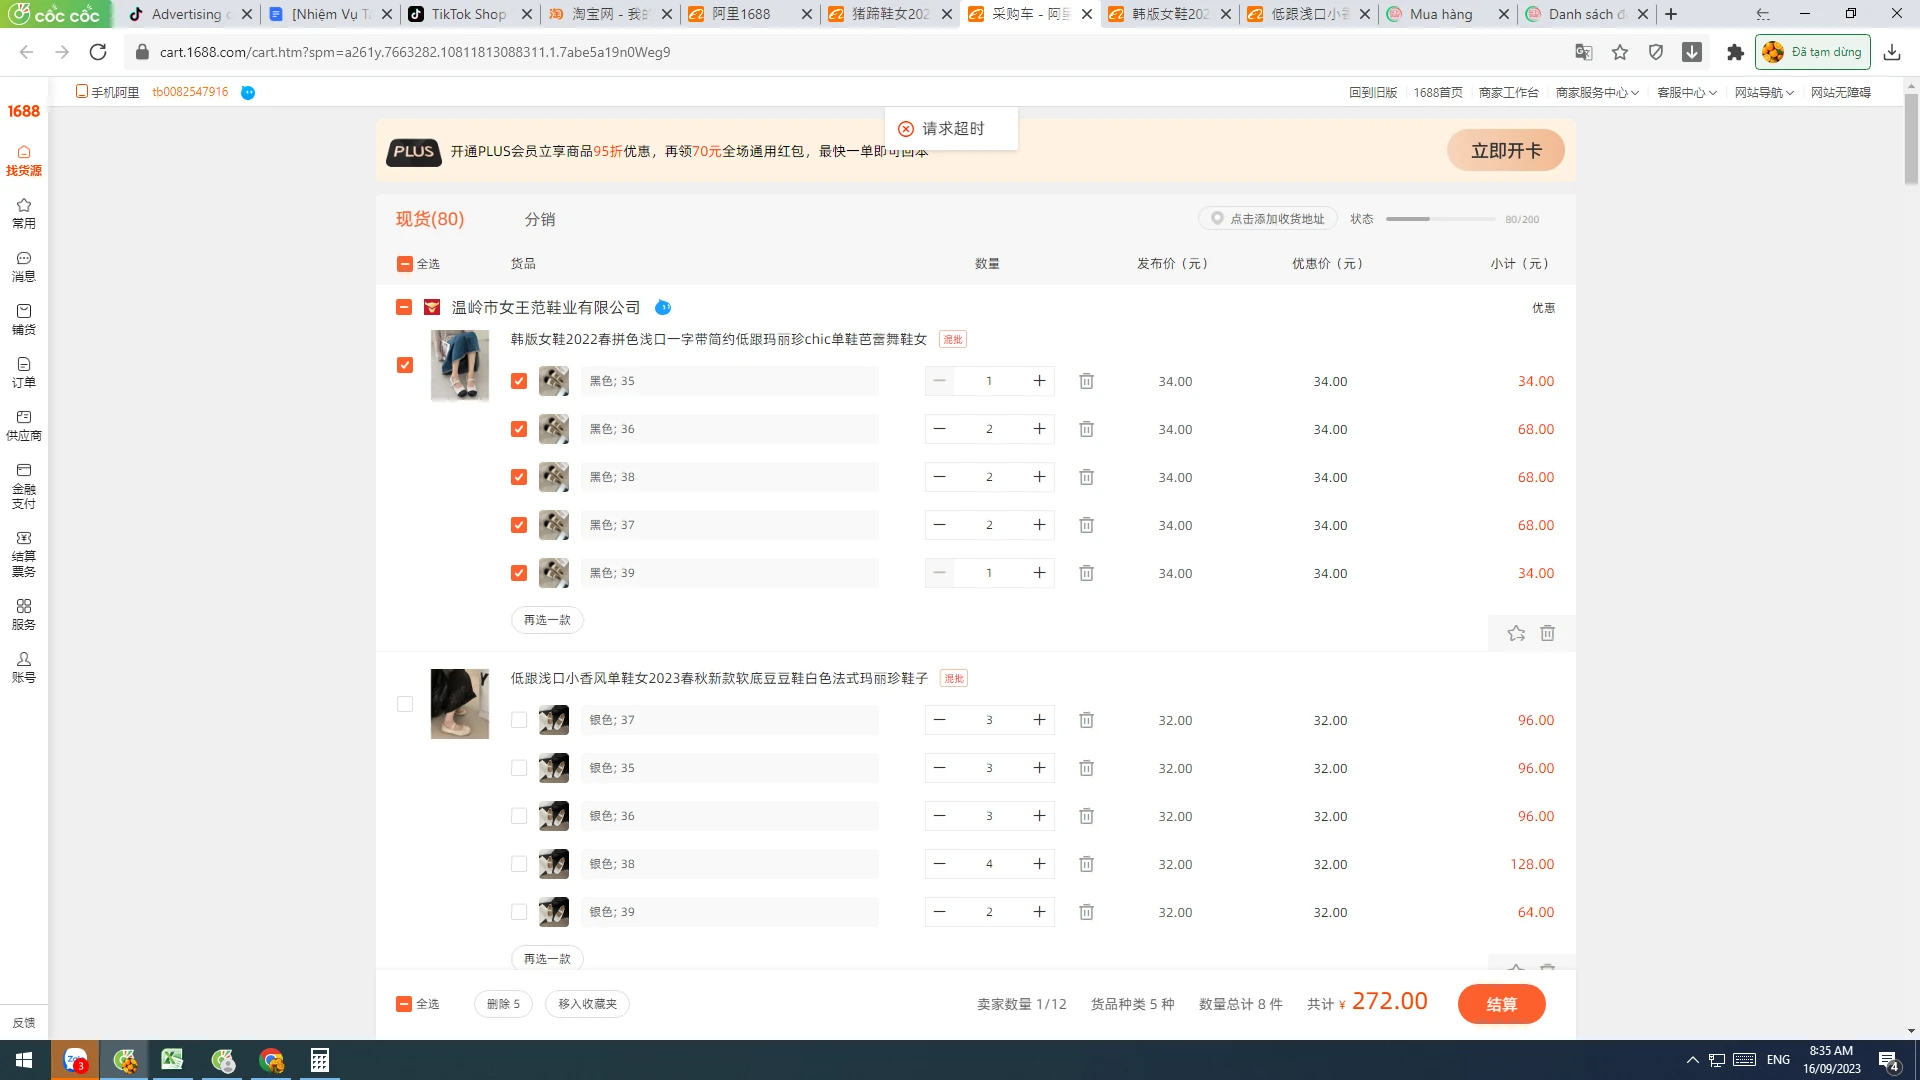 cốc cốc
Advertising c
[Nhiệm Vụ Tá
TikTok Shop
淘宝网 - 我的
阿里1688
猪蹄鞋女202
采购车 - 阿里
韩版女鞋202
低跟浅口小香
Mua hàng
Danh sách đơ
cart.1688.com/cart.htm?spm=a261y.7663282.10811813088311.1.7abe5a19n0Weg9
Đã tạm dừng
手机阿里
tb0082547916
回到旧版
1688首页
商家工作台
商家服务中心
客服中心
网站导航
网站无障碍
1688
找货源
常用
消息
铺货
订单
供应商
金融
支付
结算
票务
服务
账号
反馈
请求超时
PLUS
开通PLUS会员立享商品95折优惠，再领70元全场通用红包，最快一单即可回本
立即开卡
现货(80)
分销
点击添加收货地址
状态
80/200
全选
货品
数量
发布价（元）
优惠价（元）
小计（元）
温岭市女王范鞋业有限公司
优惠
韩版女鞋2022春拼色浅口一字带简约低跟玛丽珍chic单鞋芭蕾舞鞋女
混批
黑色; 35 1 34.00 34.00 34.00
黑色; 36 2 34.00 34.00 68.00
黑色; 38 2 34.00 34.00 68.00
黑色; 37 2 34.00 34.00 68.00
黑色; 39 1 34.00 34.00 34.00
再选一款
低跟浅口小香风单鞋女2023春秋新款软底豆豆鞋白色法式玛丽珍鞋子
混批
银色; 37 3 32.00 32.00 96.00
银色; 35 3 32.00 32.00 96.00
银色; 36 3 32.00 32.00 96.00
银色; 38 4 32.00 32.00 128.00
银色; 39 2 32.00 32.00 64.00
再选一款
全选
删除 5
移入收藏夹
卖家数量 1/12
货品种类 5 种
数量总计 8 件
共计 ¥ 272.00
结算
3
ENG
8:35 AM
16/09/2023
4